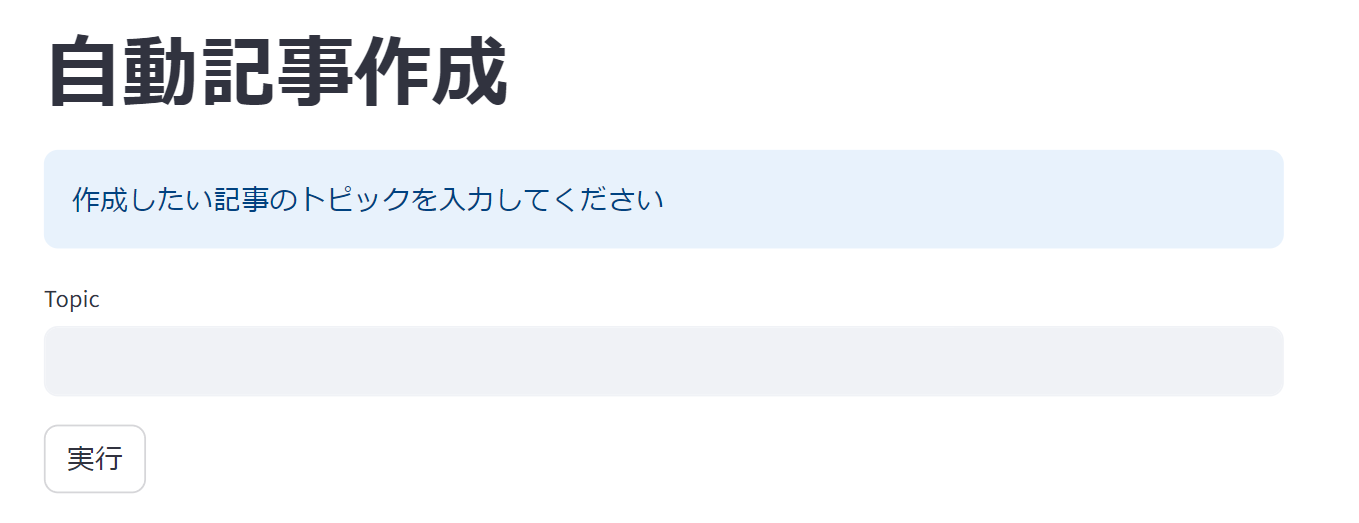 自動記事作成
作成したい記事のトピックを入力してください
Topic
実行